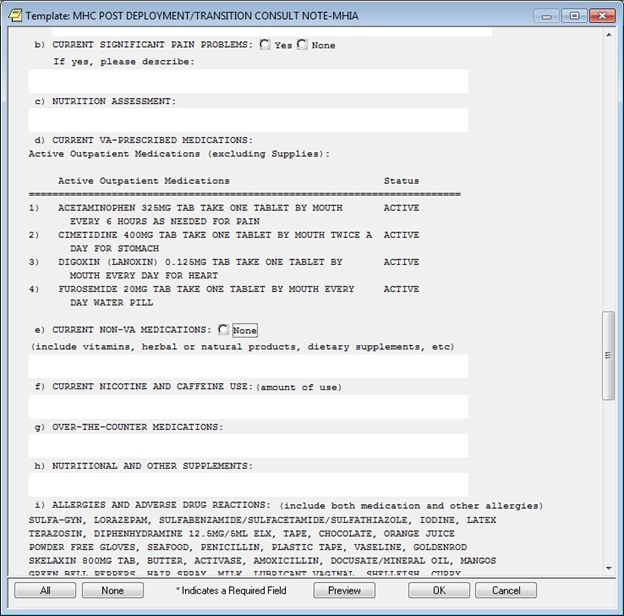 Template: MHC POST DEPLOYMENT/TRANSITION CONSULT NOTE-MHIA
b) CURRENT SIGNIFICANT PAIN PROBLEMS: Yes None
If yes, please describe:
c) NUTRITION ASSESSMENT:
d) CURRENT VA-PRESCRIBED MEDICATIONS:
Active Outpatient Medications (excluding Supplies):
Active Outpatient Medications Status
=========================================================================
1) ACETAMINOPHEN 325MG TAB TAKE ONE TABLET BY MOUTH ACTIVE
EVERY 6 HOURS AS NEEDED FOR PAIN
2) CIMETIDINE 400MG TAB TAKE ONE TABLET BY MOUTH TWICE A ACTIVE
DAY FOR STOMACH
3) DIGOXIN (LANOXIN) 0.125MG TAB TAKE ONE TABLET BY ACTIVE
MOUTH EVERY DAY FOR HEART
4) FUROSEMIDE 20MG TAB TAKE ONE TABLET BY MOUTH EVERY ACTIVE
DAY WATER PILL
e) CURRENT NON-VA MEDICATIONS: None
(include vitamins, herbal or natural products, dietary supplements, etc)
f) CURRENT NICOTINE AND CAFFEINE USE:(amount of use)
g) OVER-THE-COUNTER MEDICATIONS:
h) NUTRITIONAL AND OTHER SUPPLEMENTS:
i) ALLERGIES AND ADVERSE DRUG REACTIONS: (include both medication and other allergies)
SULFA-GYN, LORAZEPAM, SULFABENZAMIDE/SULFACETAMIDE/SULFATHIAZOLE, IODINE, LATEX
TERAZOSIN, DIPHENHYDRAMINE 12.5MG/5ML ELX, TAPE, CHOCOLATE, ORANGE JUICE
POWDER FREE GLOVES, SEAFOOD, PENICILLIN, PLASTIC TAPE, VASELINE, GOLDENROD
SKELAXIN 800MG TAB, BUTTER, ACTIVASE, AMOXICILLIN, DOCUSATE/MINERAL OIL, MANGOS
GREEN BELL PEPPERS, HAIR SPRAY, MILK, LUBRICANT VAGINAL, SHELLFISH, CURRY
All None * Indicates a Required Field Preview OK Cancel